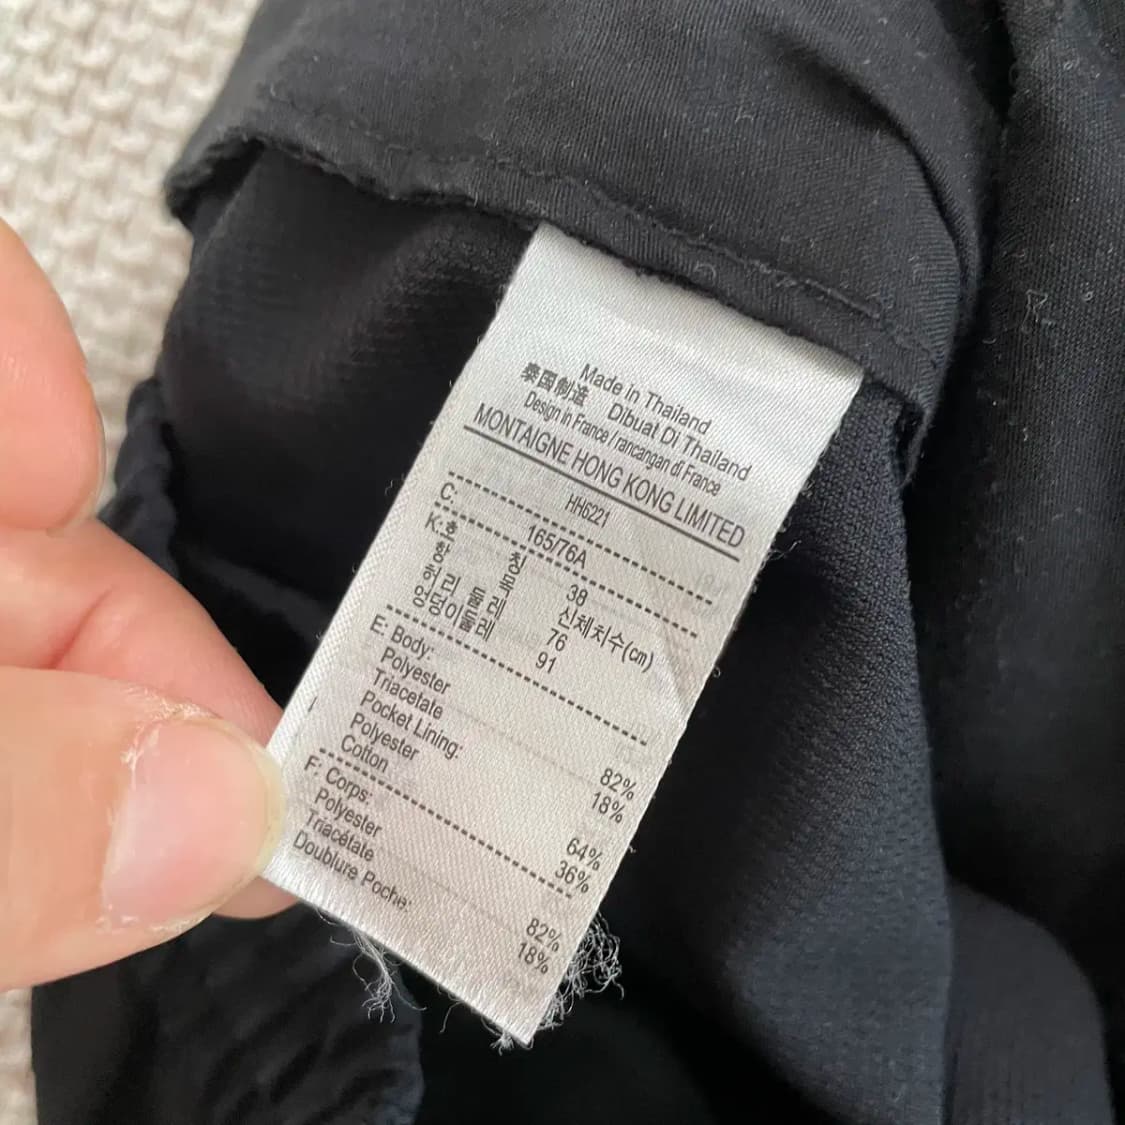 Made in Thailand
泰國制造 Dibuat Di Thailand
Design in France / rancangan di France
MONTAIGNE HONG KONG LIMITED
HH6221
C. 165/76A
K: 호 칭 38
항 목 신체치수(cm)
허리 둘레 76
엉덩이둘레 91
E: Body:
Polyester 82%
Triacetate 18%
Pocket Lining:
Polyester 64%
Cotton 36%
F: Corps:
Polyester 82%
Triacétate 18%
Doublure Poche: